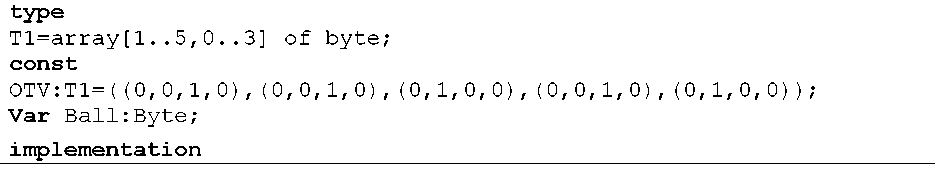 type
T1=array[1..5,0..3] of byte;
const
OTV:T1=((0,0,1,0),(0,0,1,0),(0,1,0,0),(0,0,1,0),(0,1,0,0));
Var Ball:Byte;
implementation